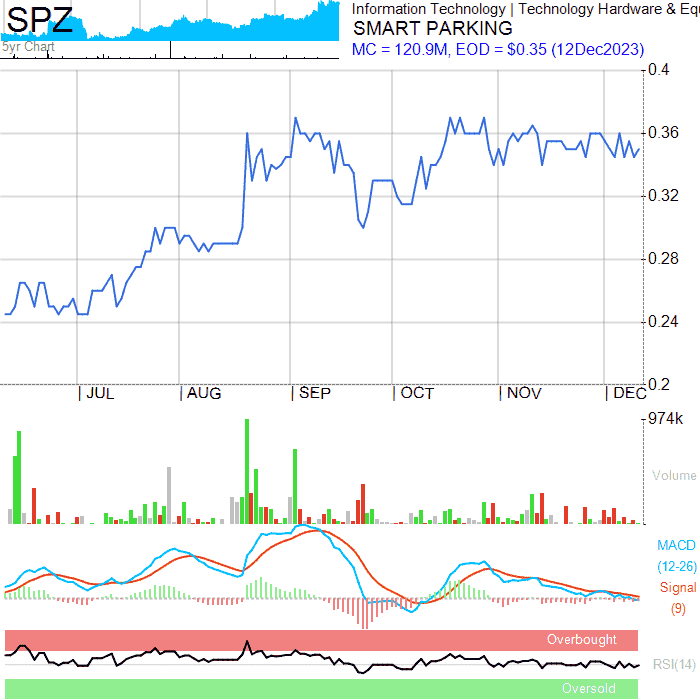 SPZ
5yr Chart
Information Technology | Technology Hardware & Equ
SMART PARKING
MC = 120.9M, EOD = $0.35 (12Dec2023)
0.4
0.36
0.32
0.28
0.24
0.2
| JUL | AUG | SEP | OCT | NOV | DEC
974k
Volume
MACD
(12-26)
Signal
(9)
Overbought
RSI(14)
Oversold